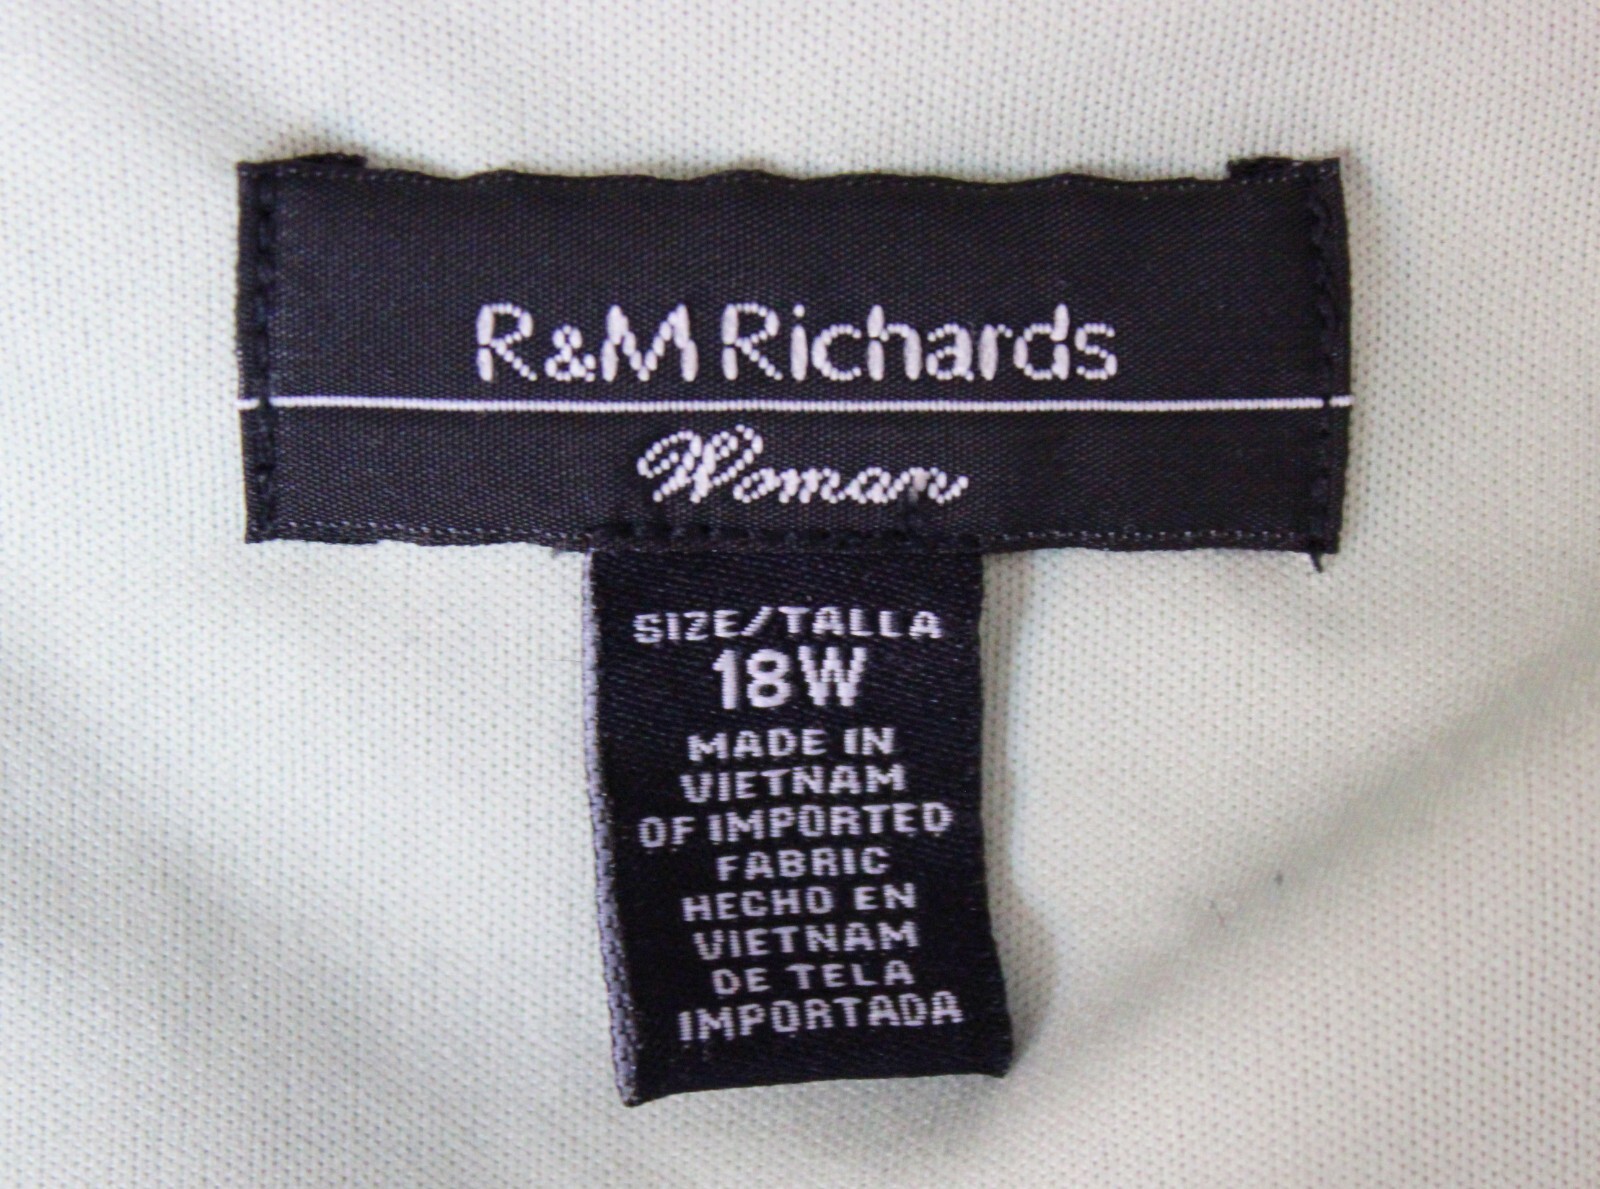 R&M Richards
Woman
SIZE/TALLA
18W
MADE IN
VIETNAM
OF IMPORTED
FABRIC
HECHO EN
VIETNAM
DE TELA
IMPORTADA